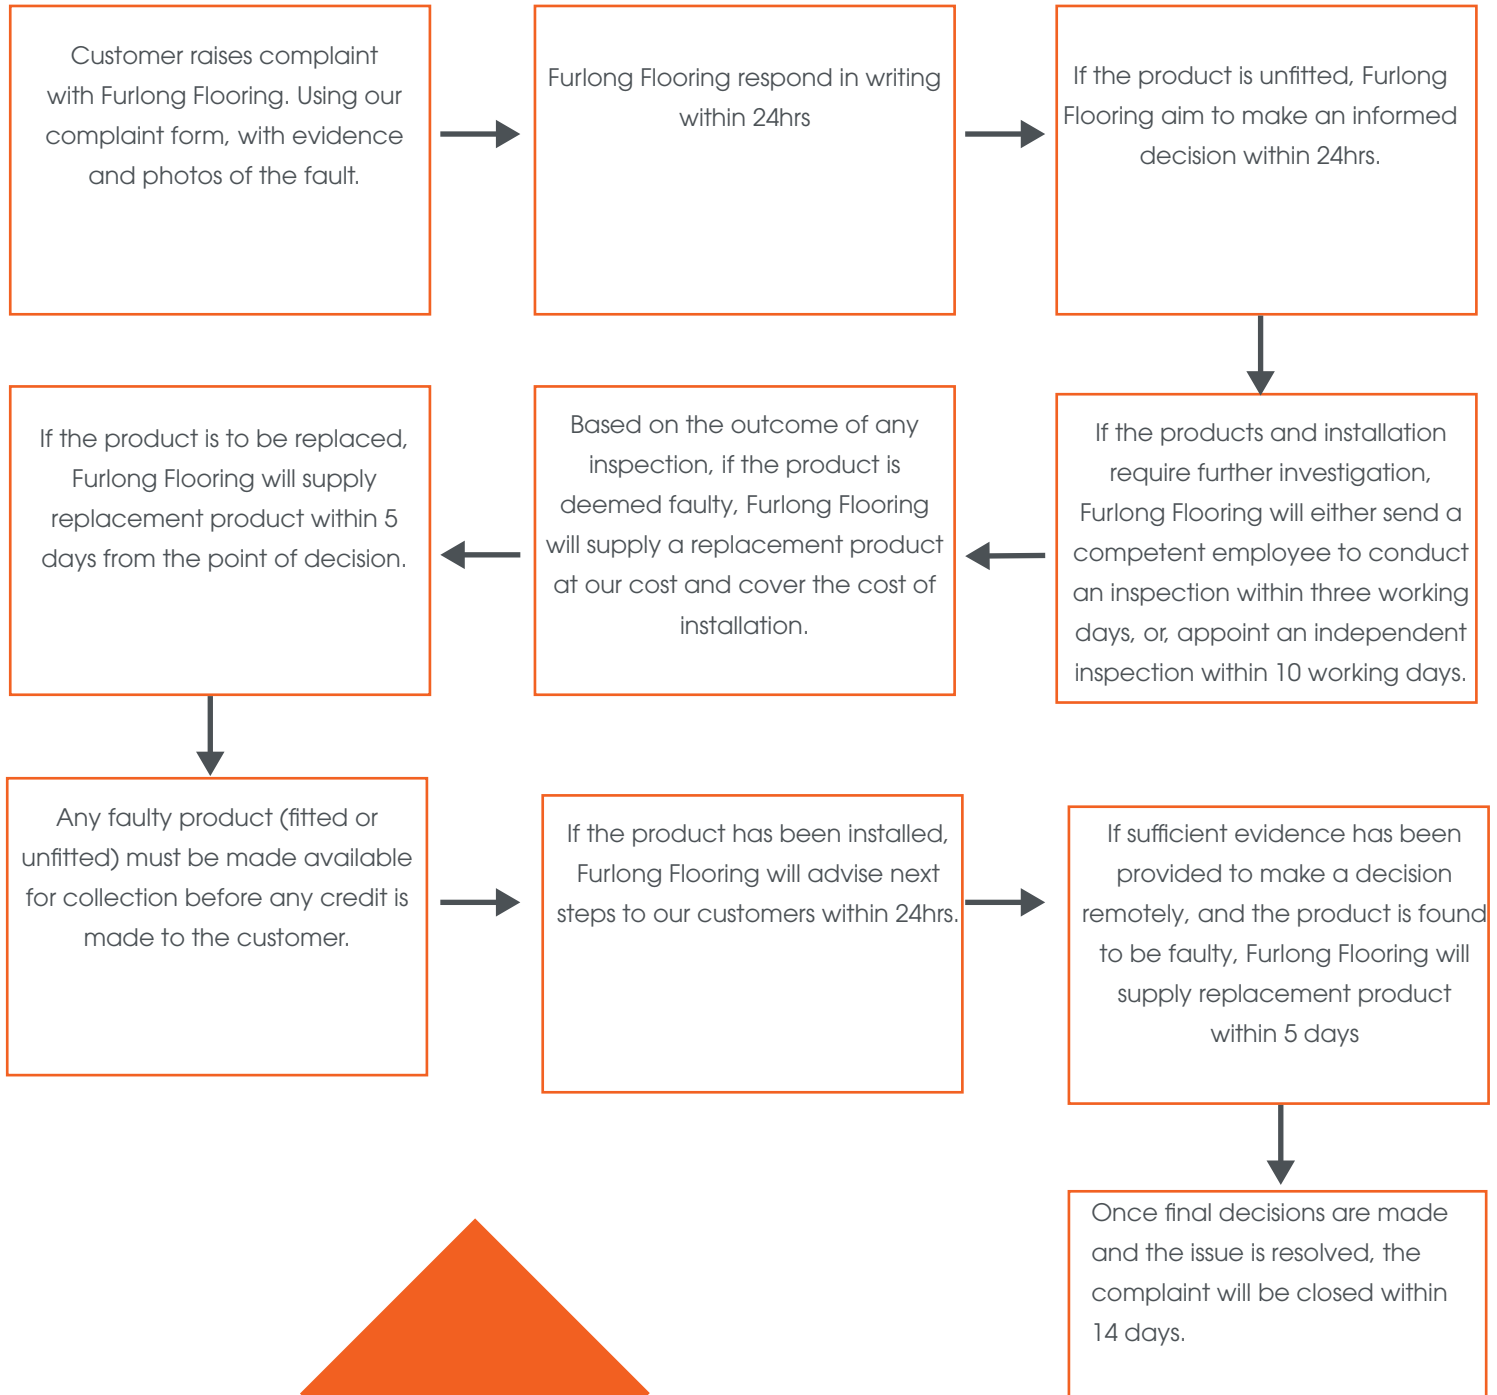 Customer raises complaint
with Furlong Flooring. Using our
complaint form, with evidence
and photos of the fault.
Furlong Flooring respond in writing
within 24hrs
If the product is unfitted, Furlong
Flooring aim to make an informed
decision within 24hrs.
If the products and installation
require further investigation,
Furlong Flooring will either send a
competent employee to conduct
an inspection within three working
days, or, appoint an independent
inspection within 10 working days.
Based on the outcome of any
inspection, if the product is
deemed faulty, Furlong Flooring
will supply a replacement product
at our cost and cover the cost of
installation.
If the product is to be replaced,
Furlong Flooring will supply
replacement product within 5
days from the point of decision.
Any faulty product (fitted or
unfitted) must be made available
for collection before any credit is
made to the customer.
If the product has been installed,
Furlong Flooring will advise next
steps to our customers within 24hrs.
If sufficient evidence has been
provided to make a decision
remotely, and the product is found
to be faulty, Furlong Flooring will
supply replacement product
within 5 days
Once final decisions are made
and the issue is resolved, the
complaint will be closed within
14 days.